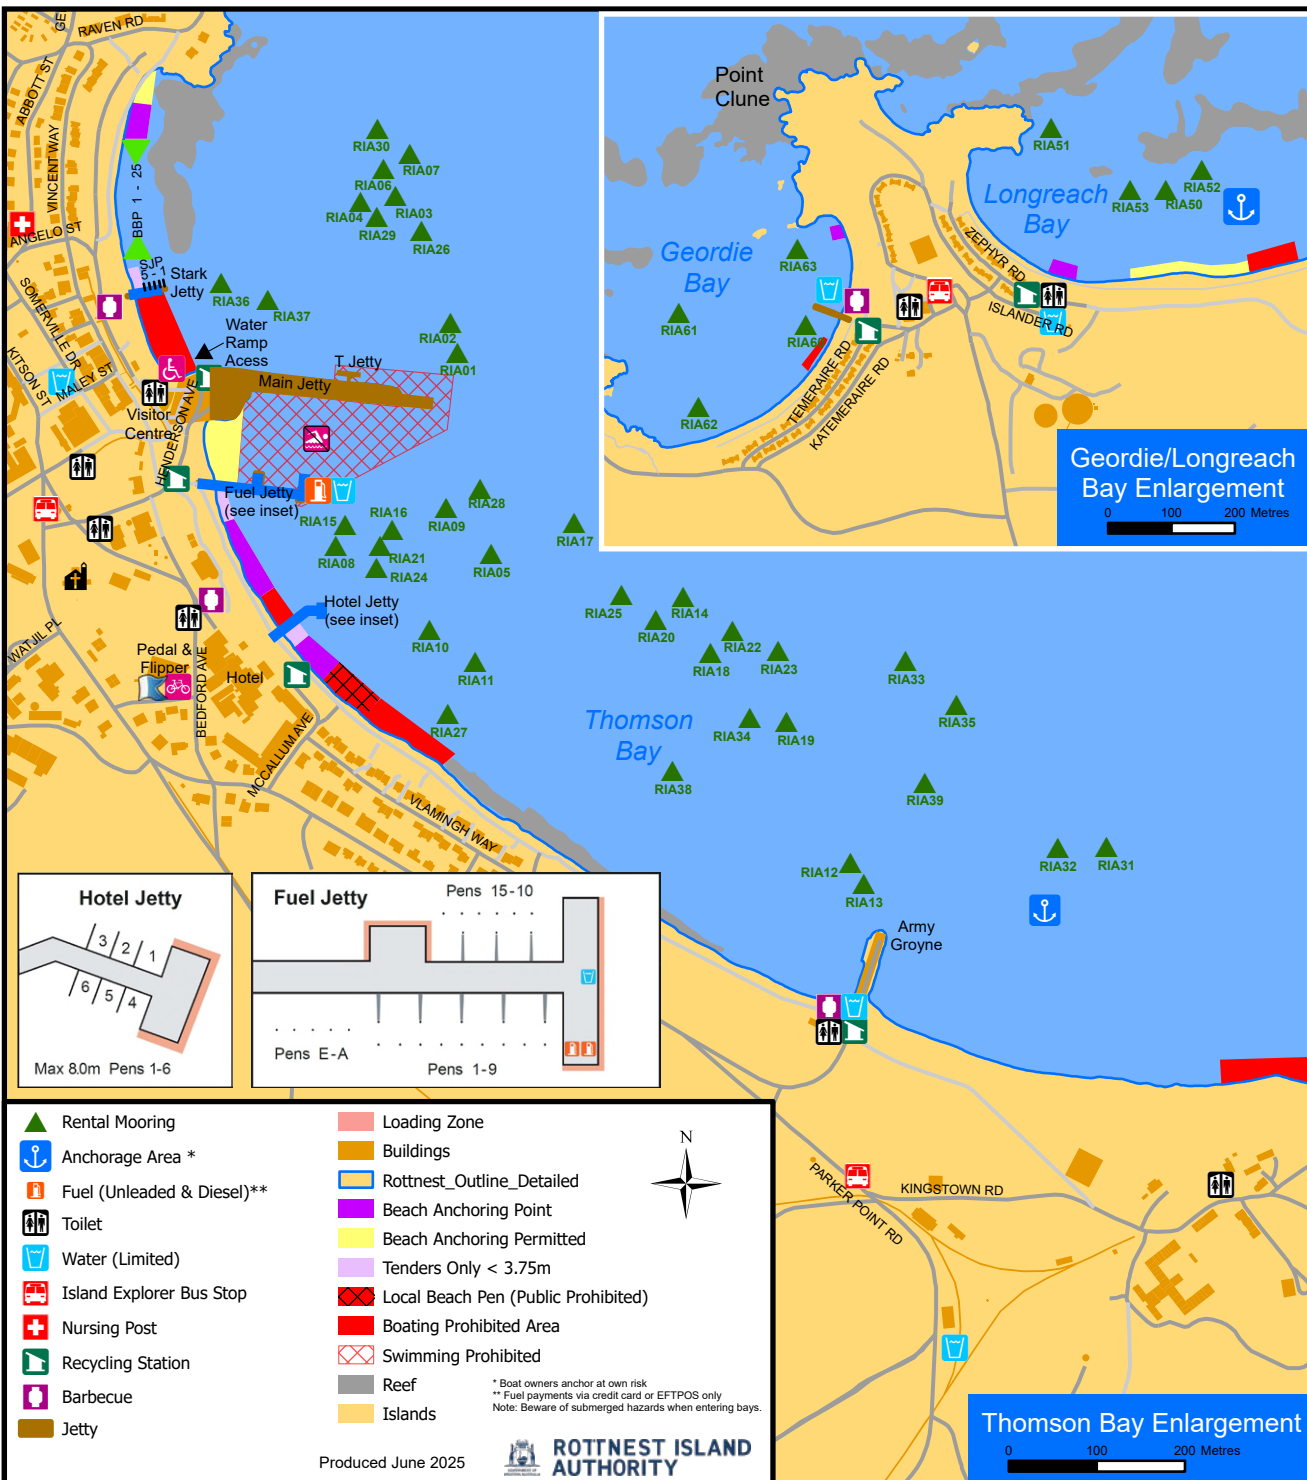 GE
RAVEN RD
ABBOTT ST
VINCENT WAY
BBP 1 - 25
ANGELO ST
SJP
5 - 1
Stark
Jetty
SOMERVILLE DR
KITSON ST
MALEY ST
Water
Ramp
Acess
T Jetty
Main Jetty
Visitor
Centre
HENDERSON AVE
Fuel Jetty
(see inset)
Hotel Jetty
(see inset)
WATJIL PL
Pedal &
Flipper
Hotel
BEDFORD AVE
MCCALLUM AVE
VLAMINGH WAY
Thomson
Bay
Army
Groyne
PARKER POINT RD
KINGSTOWN RD
RIA30
RIA07
RIA06
RIA04
RIA03
RIA29
RIA26
RIA36
RIA37
RIA02
RIA01
RIA28
RIA09
RIA16
RIA15
RIA17
RIA08
RIA21
RIA24
RIA05
RIA25
RIA14
RIA20
RIA22
RIA10
RIA18
RIA23
RIA11
RIA33
RIA27
RIA34
RIA19
RIA35
RIA38
RIA39
RIA12
RIA13
RIA32
RIA31
Point
Clune
Geordie
Bay
Longreach
Bay
RIA51
RIA52
RIA53
RIA50
RIA63
RIA61
RIA60
RIA62
ZEPHYR RD
ISLANDER RD
TEMERAIRE RD
KATEMERAIRE RD
Geordie/Longreach
Bay Enlargement
0 100 200 Metres
Hotel Jetty
3 2 1
6 5 4
Max 8.0m Pens 1-6
Fuel Jetty
Pens 15-10
Pens E-A
Pens 1-9
Rental Mooring
Anchorage Area *
Fuel (Unleaded & Diesel)**
Toilet
Water (Limited)
Island Explorer Bus Stop
Nursing Post
Recycling Station
Barbecue
Jetty
Loading Zone
Buildings
Rottnest_Outline_Detailed
Beach Anchoring Point
Beach Anchoring Permitted
Tenders Only < 3.75m
Local Beach Pen (Public Prohibited)
Boating Prohibited Area
Swimming Prohibited
Reef
Islands
N
* Boat owners anchor at own risk
** Fuel payments via credit card or EFTPOS only
Note: Beware of submerged hazards when entering bays.
Produced June 2025
ROTTNEST ISLAND
AUTHORITY
Thomson Bay Enlargement
0 100 200 Metres